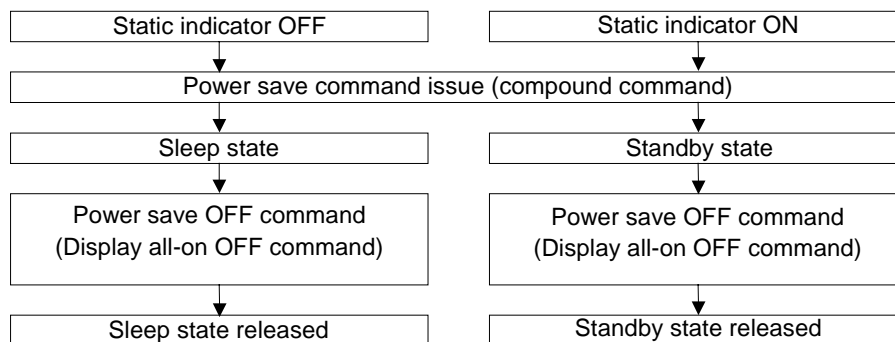 Static indicator OFF
Static indicator ON
Power save command issue (compound command)
Sleep state
Standby state
Power save OFF command
(Display all-on OFF command)
Power save OFF command
(Display all-on OFF command)
Sleep state released
Standby state released